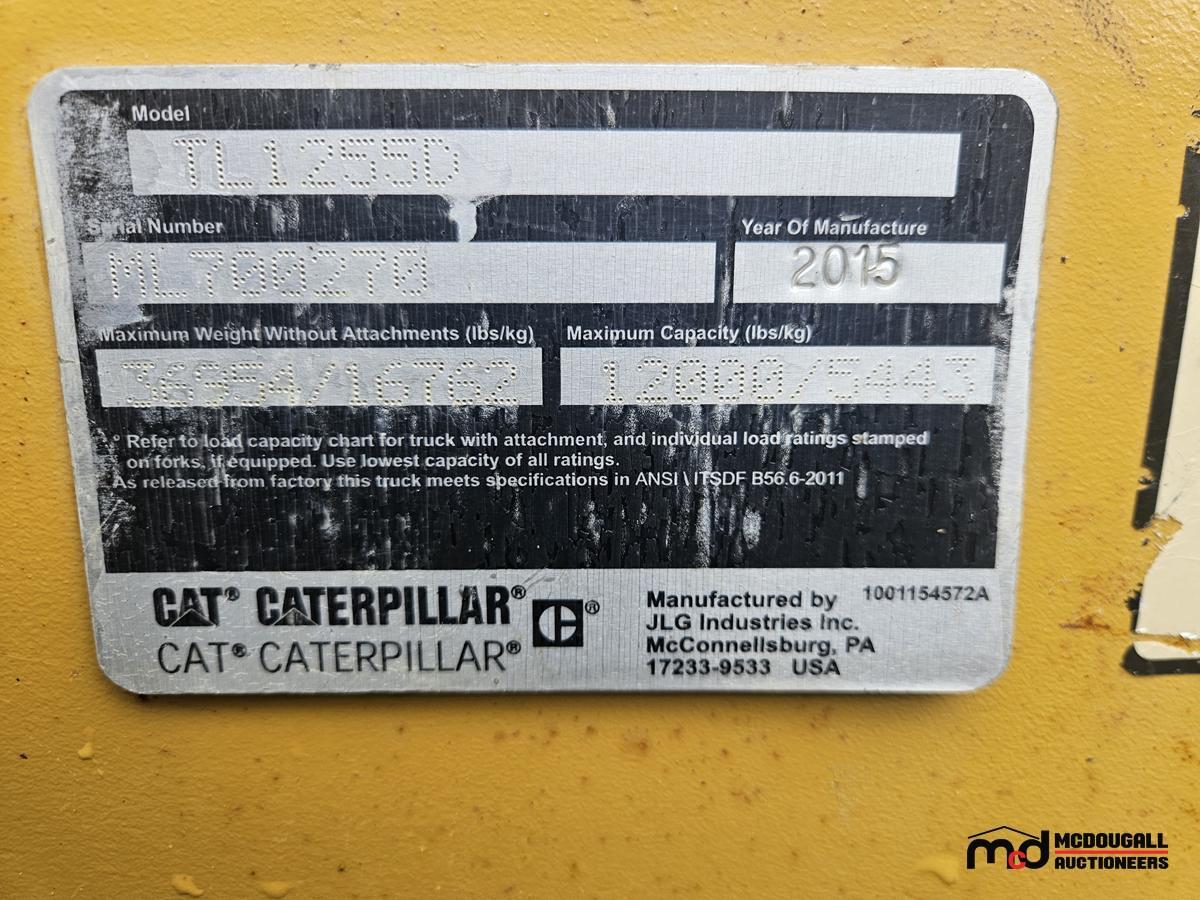 Model
TL1255D
Serial Number
Year Of Manufacture
ML700270
2015
Maximum Weight Without Attachments (lbs/kg)
Maximum Capacity (lbs/kg)
36954/16762
12000/5443
* Refer to load capacity chart for truck with attachment, and individual load ratings stamped
on forks, if equipped. Use lowest capacity of all ratings.
As released from factory this truck meets specifications in ANSI \ ITSDF B56.6-2011
CAT® CATERPILLAR®
CAT® CATERPILLAR®
C®
Manufactured by
JLG Industries Inc.
McConnellsburg, PA
17233-9533 USA
1001154572A
mcd MCDOUGALL
AUCTIONEERS